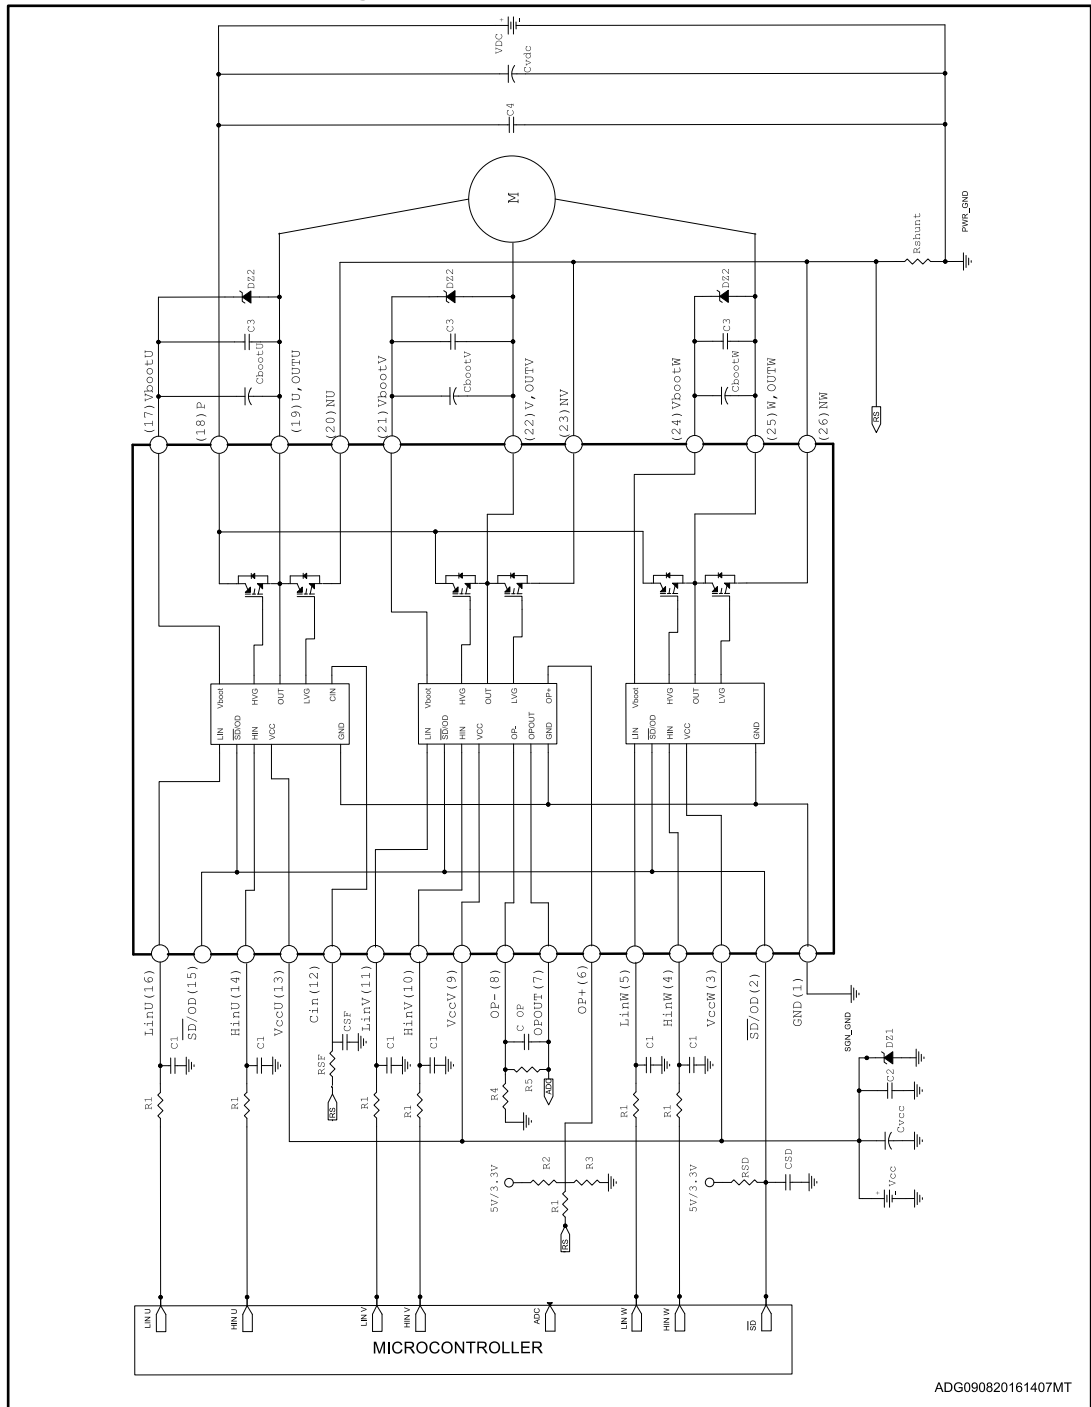 VDC
+
-
Cvdc
C4
M
Rshunt
PWR_GND
DZ2
DZ2
DZ2
C3
C3
C3
CbootU
CbootV
CbootW
RS
(17)VbootU
(18)P
(19)U,OUTU
(20)NU
(21)VbootV
(22)V,OUTV
(23)NV
(24)VbootW
(25)W,OUTW
(26)NW
Vboot
HVG
OUT
LVG
CIN
LIN
SD/OD
HIN
VCC
GND
Vboot
HVG
OUT
LVG
OP+
LIN
SD/OD
HIN
VCC
OP-
OPOUT
GND
Vboot
HVG
OUT
LVG
LIN
SD/OD
HIN
VCC
GND
LinU(16)
SD/OD(15)
HinU(14)
VccU(13)
Cin(12)
LinV(11)
HinV(10)
VccV(9)
OP-(8)
OPOUT(7)
OP+(6)
LinW(5)
HinW(4)
VccW(3)
SD/OD(2)
GND(1)
SGN_GND
C1
C1
CSF
C1
C1
C OP
C1
C1
DZ1
C2
Cvcc
Vcc
+
-
R1
R1
RSF
RS
R1
R1
R4
R5
ADC
R1
R1
5V/3.3V
R2
R3
R1
RS
5V/3.3V
RSD
CSD
LIN U
HIN U
LIN V
HIN V
ADC
LIN W
HIN W
SD
MICROCONTROLLER
ADG090820161407MT